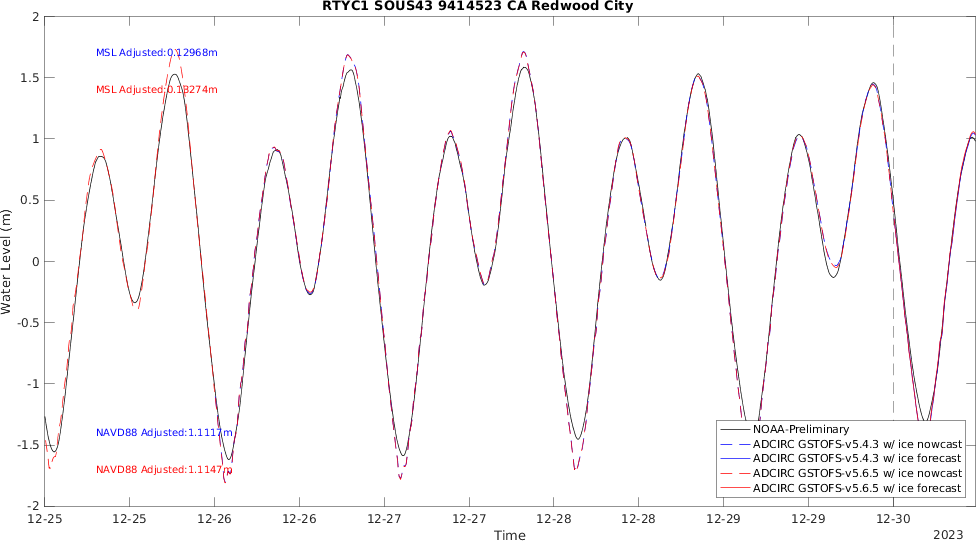 RTYC1 SOUS43 9414523 CA Redwood City
2
1.5
1
0.5
0
-0.5
-1
-1.5
-2
Water Level (m)
MSL Adjusted:0.12968m
MSL Adjusted:0.13274m
NAVD88 Adjusted:1.1117m
NAVD88 Adjusted:1.1147m
NOAA-Preliminary
ADCIRC GSTOFS-v5.4.3 w/ ice nowcast
ADCIRC GSTOFS-v5.4.3 w/ ice forecast
ADCIRC GSTOFS-v5.6.5 w/ ice nowcast
ADCIRC GSTOFS-v5.6.5 w/ ice forecast
12-25 12-25 12-26 12-26 12-27 12-27 12-28 12-28 12-29 12-29 12-30
Time
2023